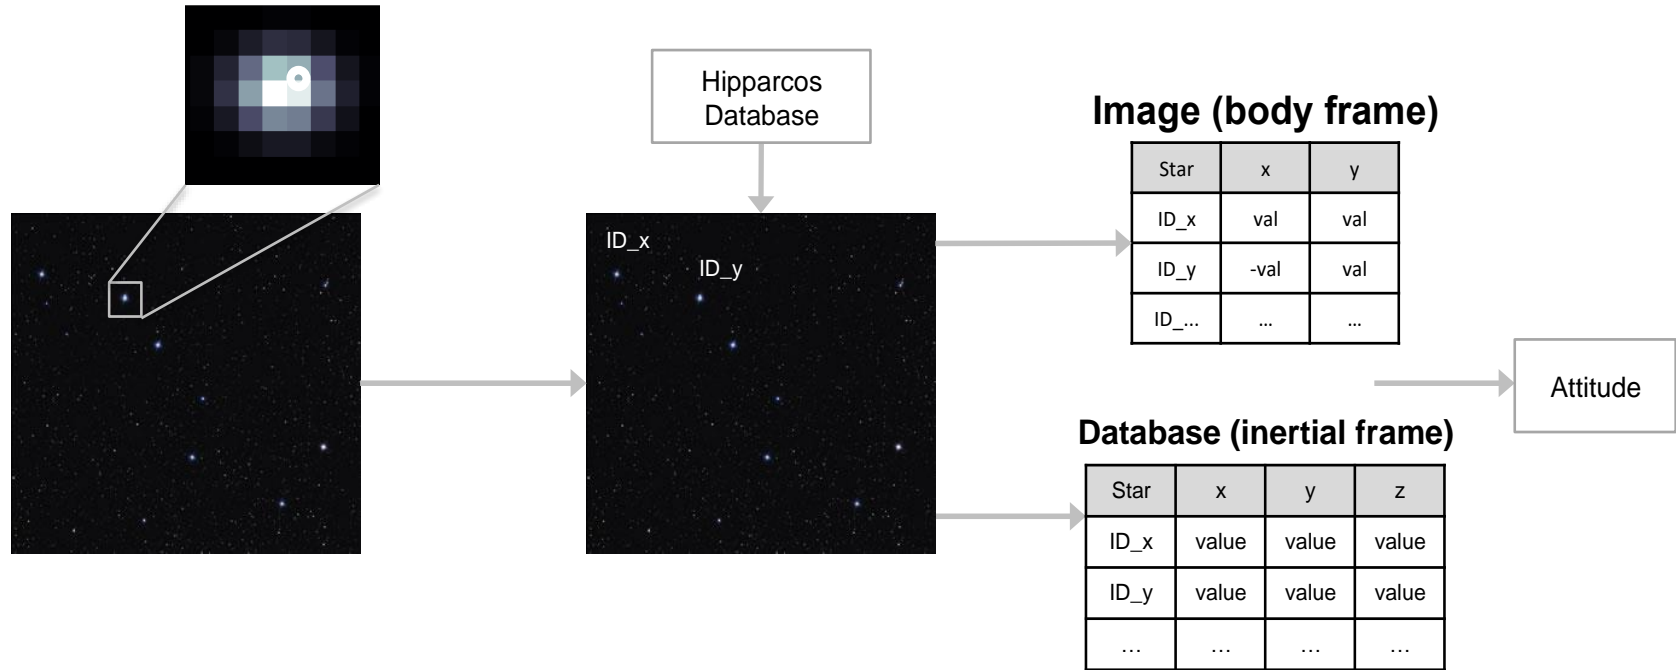 Hipparcos
Database
ID_x
ID_y
Image (body frame)
Star x y
ID_x val val
ID_y -val val
ID_... ... ...
Attitude
Database (inertial frame)
Star x y z
ID_x value value value
ID_y value value value
... ... ... ...